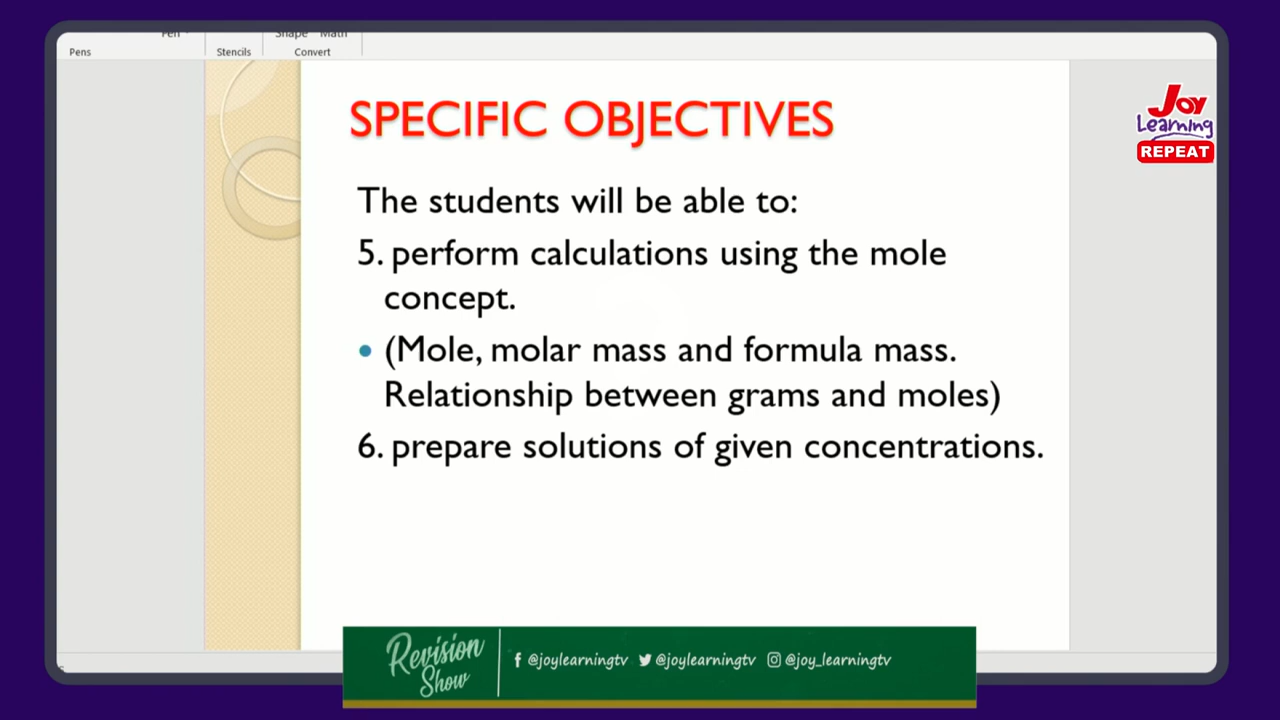 Pen
Shape Math
Pens
Stencils
Convert
SPECIFIC OBJECTIVES
Joy
Learning
REPEAT
The students will be able to:
5. perform calculations using the mole
concept.
• (Mole, molar mass and formula mass.
Relationship between grams and moles)
6. prepare solutions of given concentrations.
Revision
Show
@joylearningtv @joylearningtv @joy_learningtv